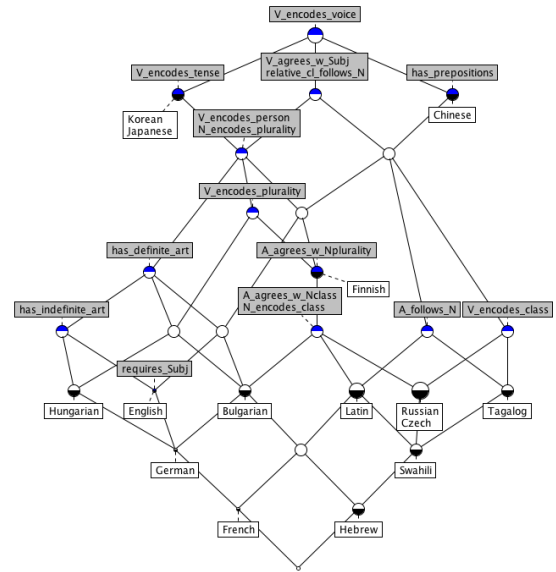 V_encodes_voice
V_encodes_tense
V_agrees_w_Subj
relative_cl_follows_N
has_prepositions
Korean
Japanese
V_encodes_person
N_encodes_plurality
Chinese
V_encodes_plurality
has_definite_art
A_agrees_w_Nplurality
A_agrees_w_Nclass
N_encodes_class
Finnish
has_indefinite_art
A_follows_N
V_encodes_class
requires_Subj
Hungarian
English
Bulgarian
Latin
Russian
Czech
Tagalog
German
Swahili
French
Hebrew